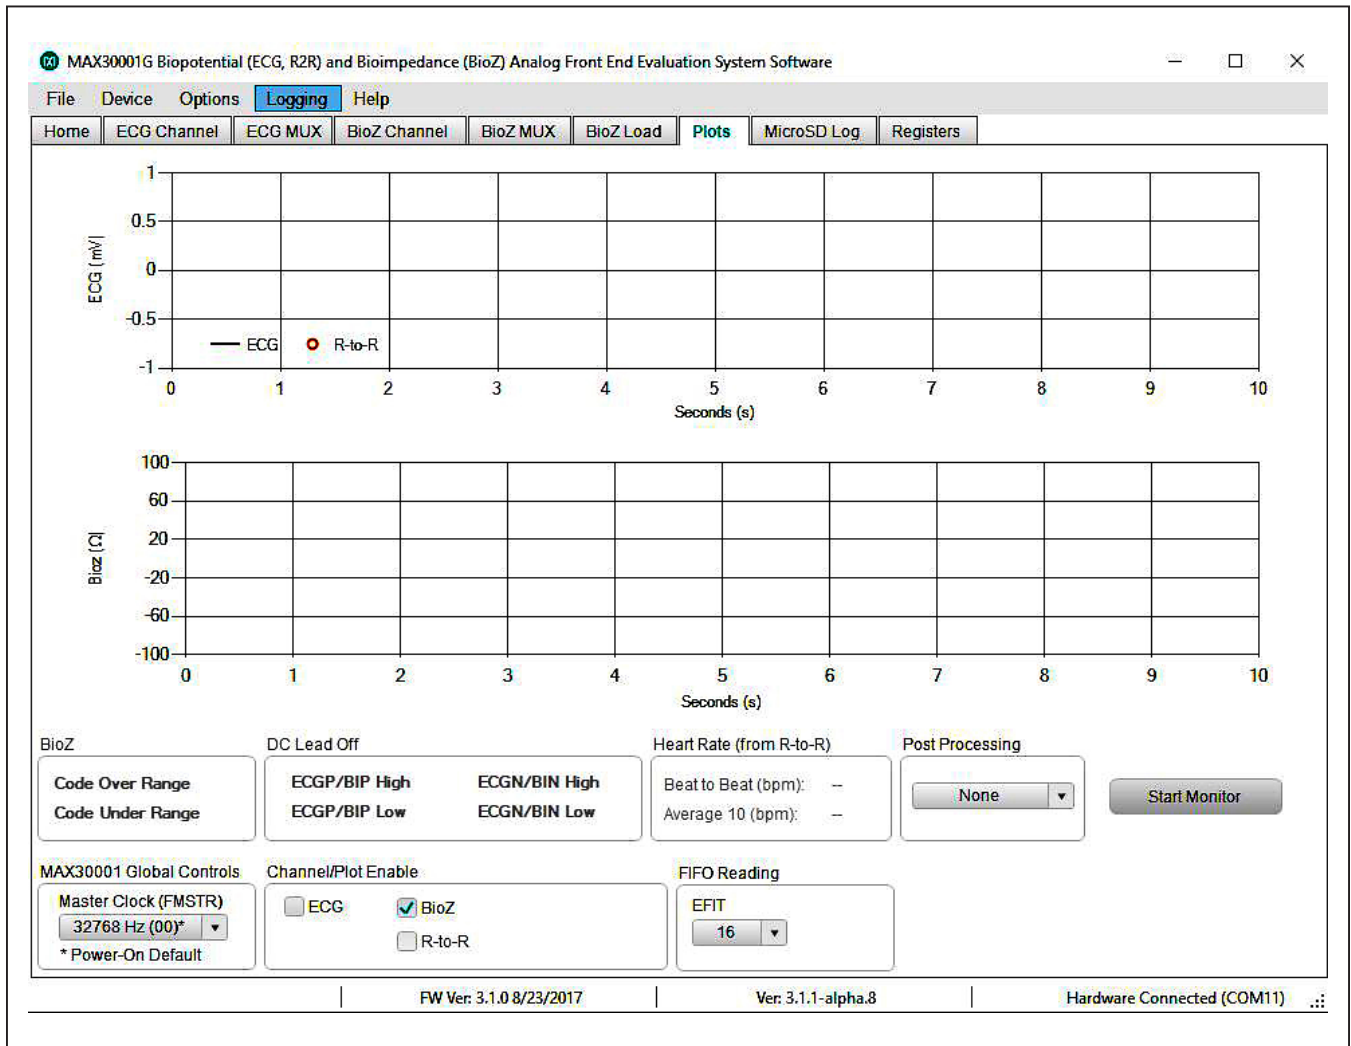 MAX30001G Biopotential (ECG, R2R) and Bioimpedance (BioZ) Analog Front End Evaluation System Software
File Device Options Logging Help
Home ECG Channel ECG MUX BioZ Channel BioZ MUX BioZ Load Plots MicroSD Log Registers
1
0.5
0
-0.5
-1
ECG (mV)
ECG R-to-R
0 1 2 3 4 5 6 7 8 9 10
Seconds (s)
100
60
20
-20
-60
-100
Bioz (Ω)
0 1 2 3 4 5 6 7 8 9 10
Seconds (s)
BioZ DC Lead Off Heart Rate (from R-to-R) Post Processing
Code Over Range ECGP/BIP High ECGN/BIN High Beat to Beat (bpm): --
None Start Monitor
Code Under Range ECGP/BIP Low ECGN/BIN Low Average 10 (bpm): --
MAX30001 Global Controls Channel/Plot Enable FIFO Reading
Master Clock (FMSTR) ECG BioZ EFIT
32768 Hz (00)* 16
* Power-On Default R-to-R
FW Ver: 3.1.0 8/23/2017 Ver: 3.1.1-alpha.8 Hardware Connected (COM11)